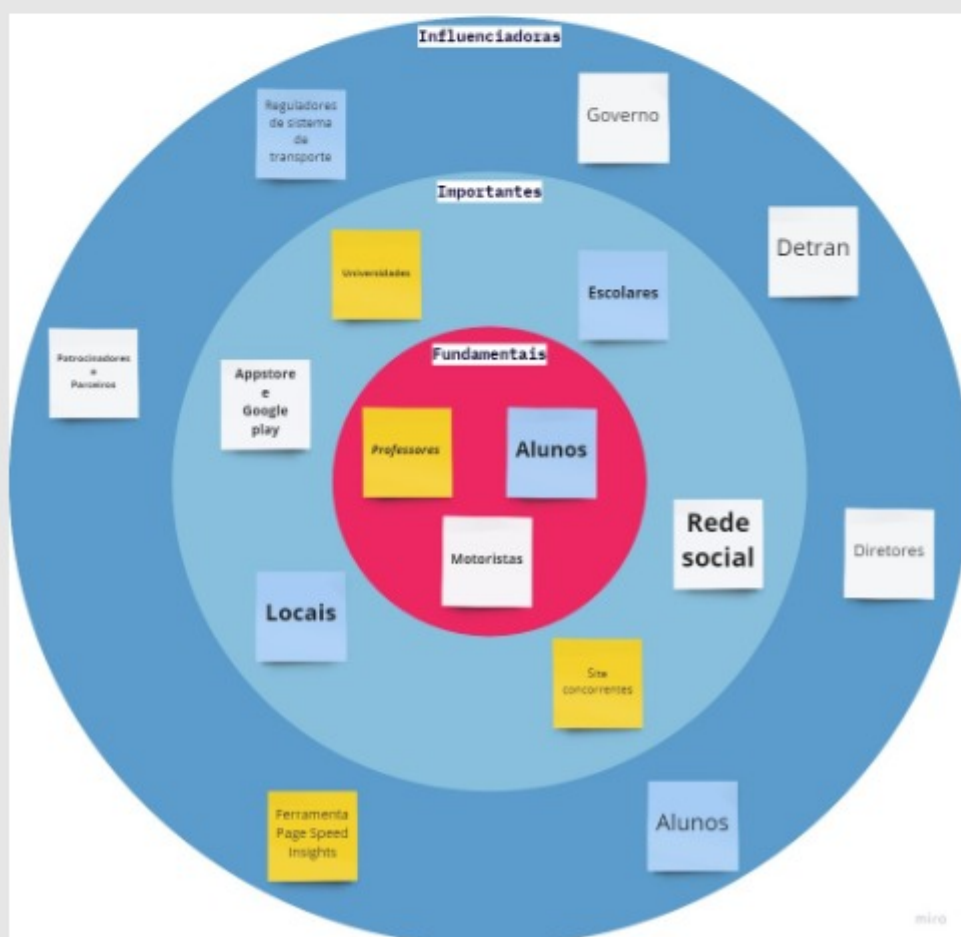 Influenciadoras
Reguladores
de sistema
de
transporte
Governo
Importantes
Detran
Universidades
Escolares
Patrocinadores
e
Parceiros
Fundamentais
Appstore
e
Google
play
Professores
Alunos
Rede
social
Motoristas
Diretores
Locais
Site
concorrentes
Ferramenta
Page Speed
Insights
Alunos
miro